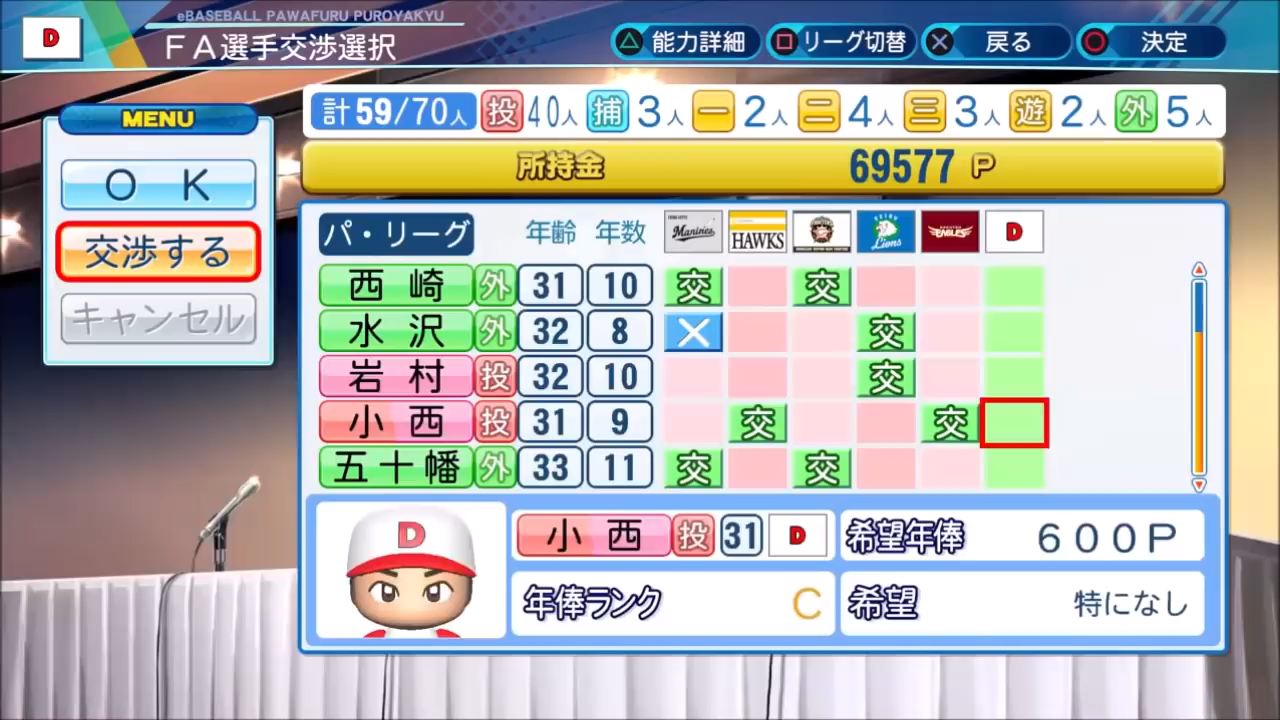 eBASEBALL PAWAFURU PUROYAKYU
D
FA選手交渉選択
△ 能力詳細 □ リーグ切替 × 戻る ○ 決定
MENU
OK
交渉する
キャンセル
計59/70人 投40人 捕3人 一2人 二4人 三3人 遊2人 外5人
所持金 69577P
パ・リーグ 年齢 年数 Marines HAWKS Lions EAGLES D
西崎 外 31 10 交 交
水沢 外 32 8 × 交
岩村 投 32 10 交
小西 投 31 9 交 交
五十幡 外 33 11 交 交
D
小西 投 31 D 希望年俸 600P
年俸ランク C 希望 特になし